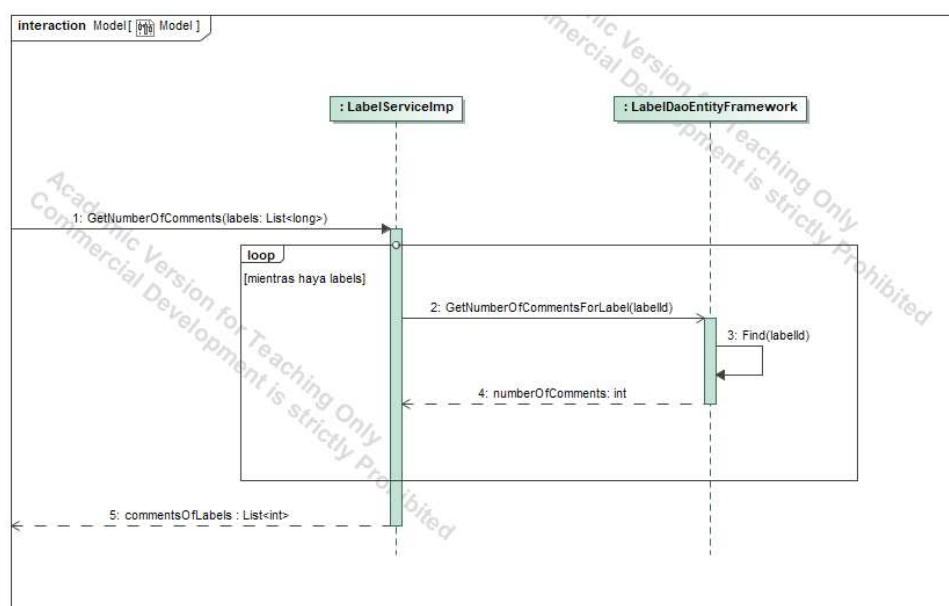 interaction Model[ Model ]
: LabelServiceImp
: LabelDaoEntityFramework
1: GetNumberOfComments(labels: List<long>)
loop
[mientras haya labels]
2: GetNumberOfCommentsForLabel(labelId)
3: Find(labelId)
4: numberOfComments: int
5: commentsOfLabels : List<int>
Academic Version for Teaching Only
Commercial Development is strictly Prohibited
mic Version for Teaching Only
mercial Development is strictly Prohibited